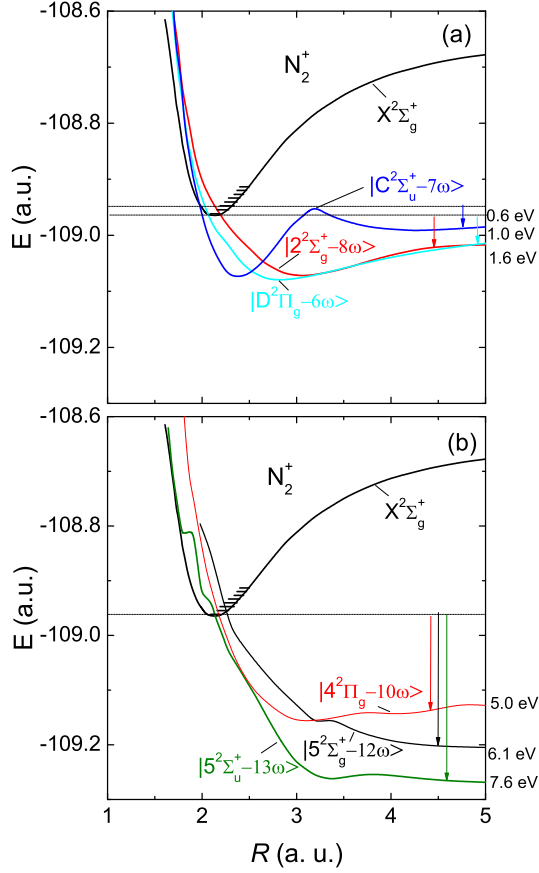 (a)
N₂⁺
X²Σg⁺
|C²Σu⁺−7ω>
|2²Σg⁺−8ω>
|D²Πg−6ω>
0.6 eV
1.0 eV
1.6 eV
-108.6
-108.8
-109.0
-109.2
E (a.u.)
(b)
N₂⁺
X²Σg⁺
|4²Πg−10ω>
|5²Σg⁺−12ω>
|5²Σu⁺−13ω>
5.0 eV
6.1 eV
7.6 eV
-108.6
-108.8
-109.0
-109.2
E (a.u.)
1 2 3 4 5
R (a. u.)